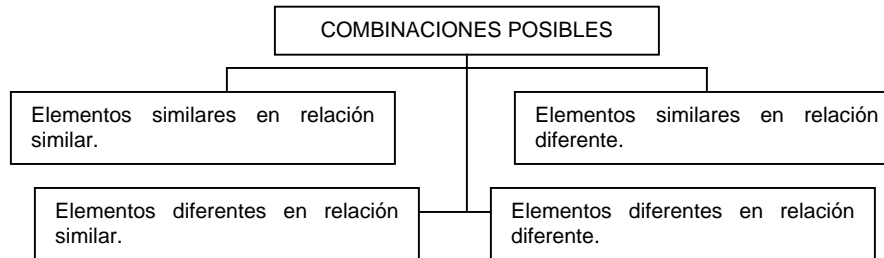 COMBINACIONES POSIBLES
Elementos similares en relación
similar.
Elementos similares en relación
diferente.
Elementos diferentes en relación
similar.
Elementos diferentes en relación
diferente.